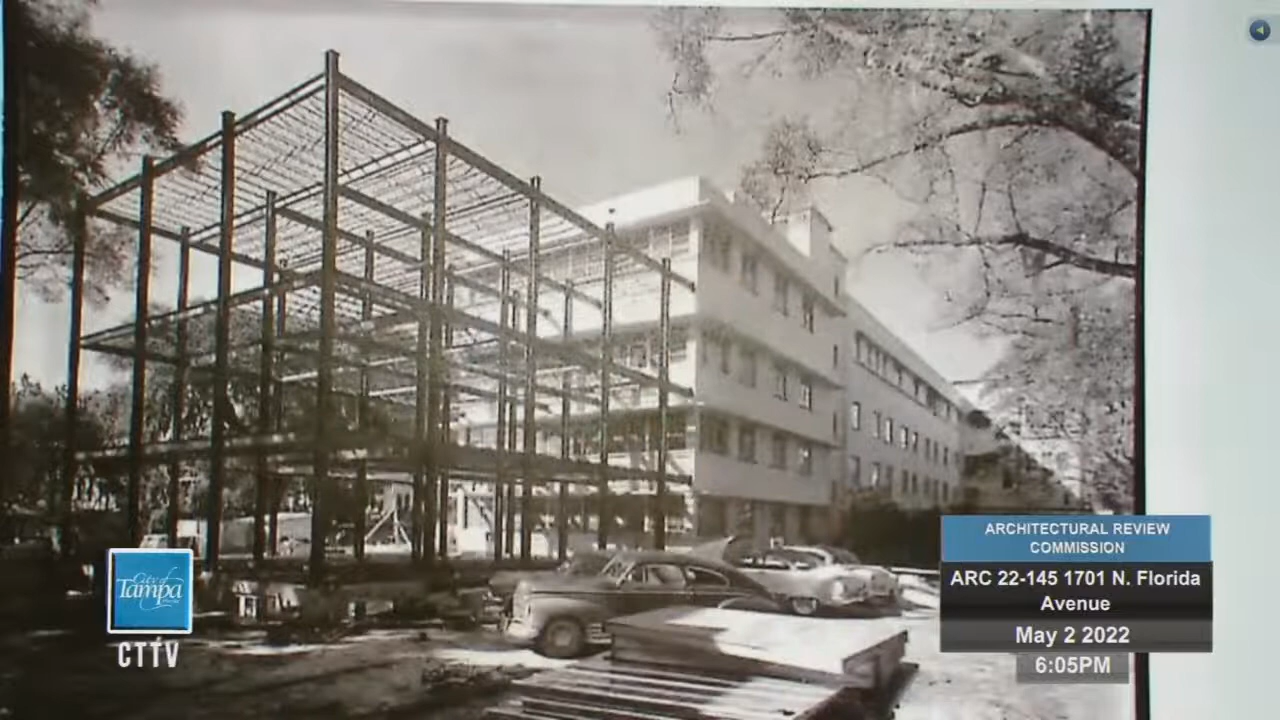 ARCHITECTURAL REVIEW
COMMISSION
ARC 22-145 1701 N. Florida
Avenue
May 2 2022
6:05PM
City of
Tampa
CTTV